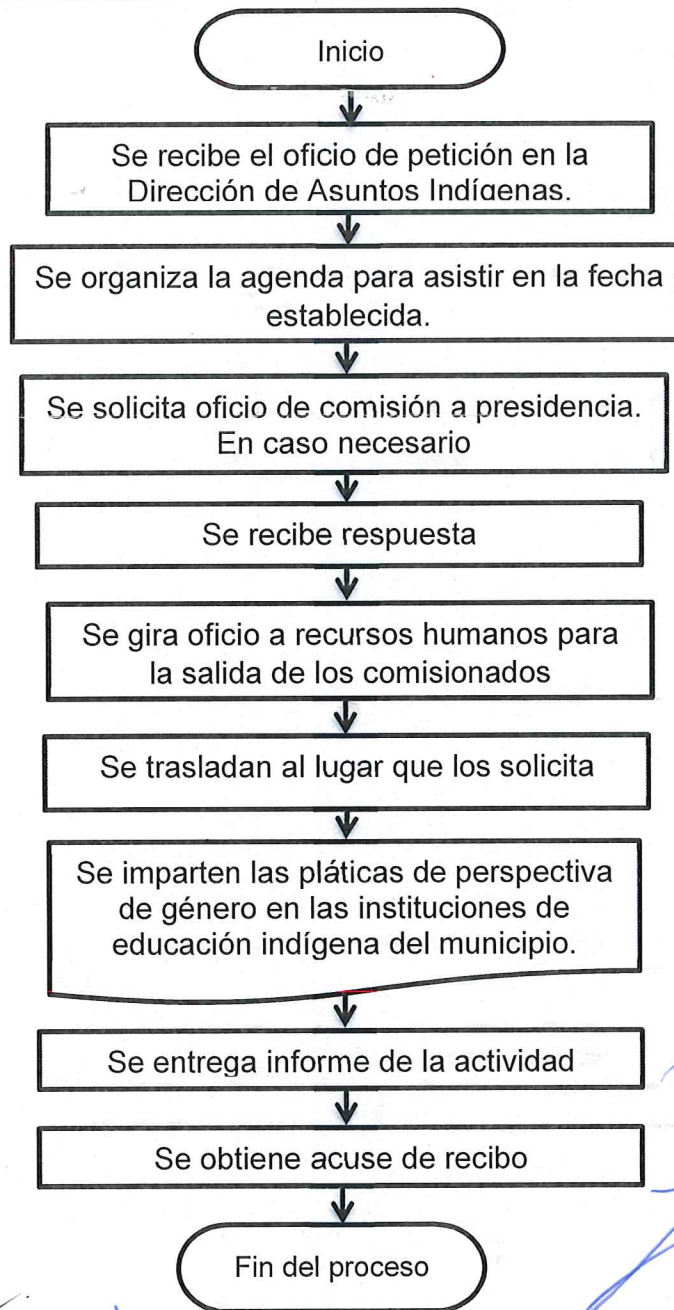 Inicio
Se recibe el oficio de petición en la
Dirección de Asuntos Indígenas.
Se organiza la agenda para asistir en la fecha
establecida.
Se solicita oficio de comisión a presidencia.
En caso necesario
Se recibe respuesta
Se gira oficio a recursos humanos para
la salida de los comisionados
Se trasladan al lugar que los solicita
Se imparten las pláticas de perspectiva
de género en las instituciones de
educación indígena del municipio.
Se entrega informe de la actividad
Se obtiene acuse de recibo
Fin del proceso